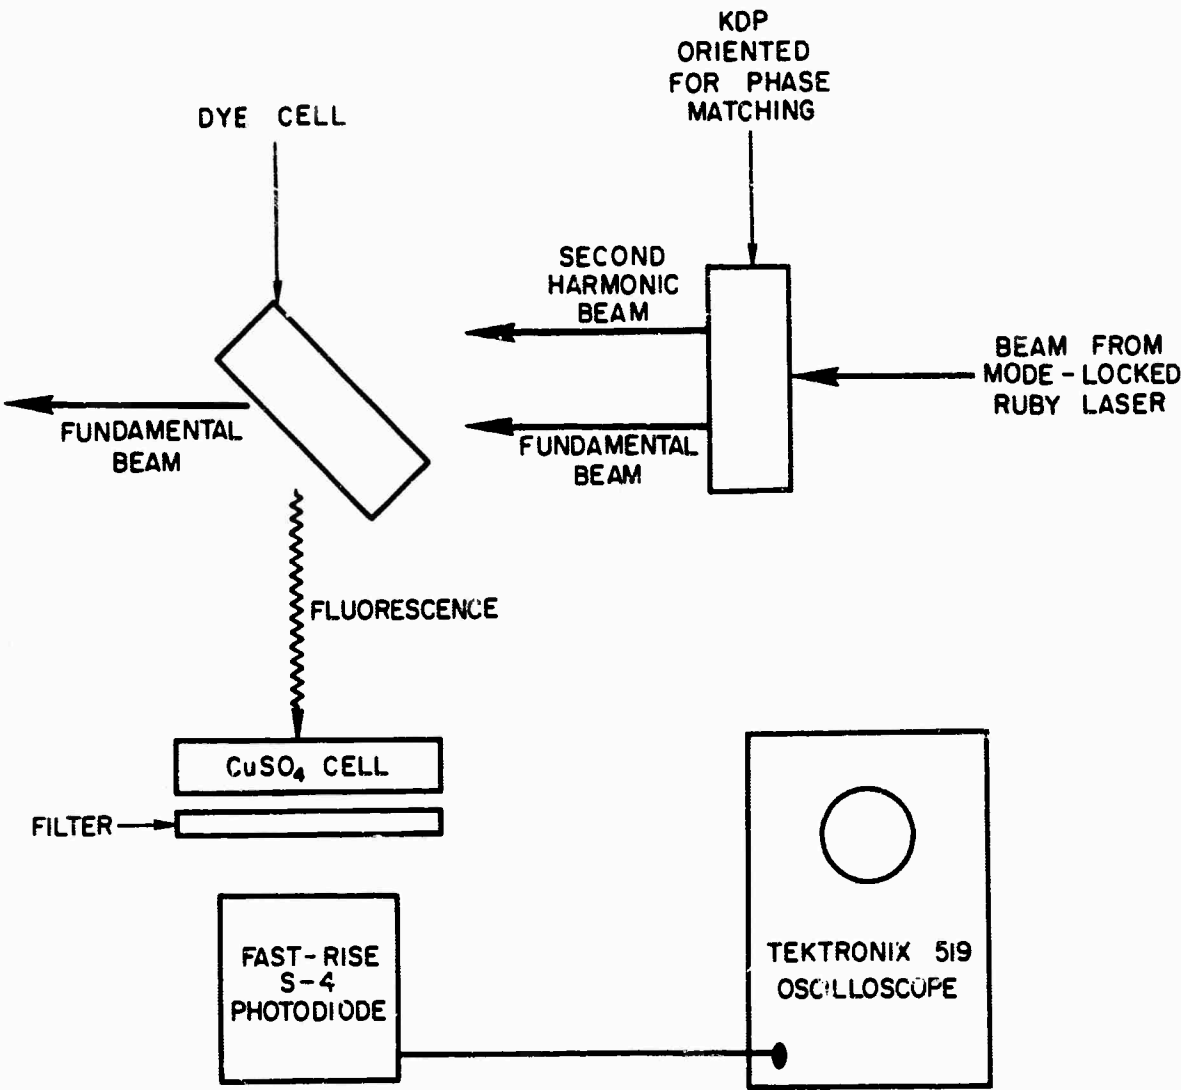 KDP
ORIENTED
FOR PHASE
MATCHING
DYE CELL
SECOND
HARMONIC
BEAM
BEAM FROM
MODE-LOCKED
RUBY LASER
FUNDAMENTAL
BEAM
FUNDAMENTAL
BEAM
FLUORESCENCE
CuSO₄ CELL
FILTER
FAST-RISE
S-4
PHOTODIODE
TEKTRONIX 519
OSCILLOSCOPE